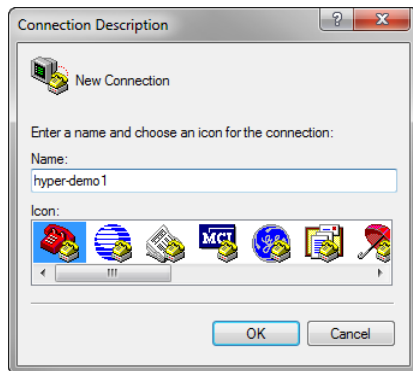 Connection Description
New Connection
Enter a name and choose an icon for the connection:
Name:
hyper-demo1
Icon:
MCI
OK Cancel